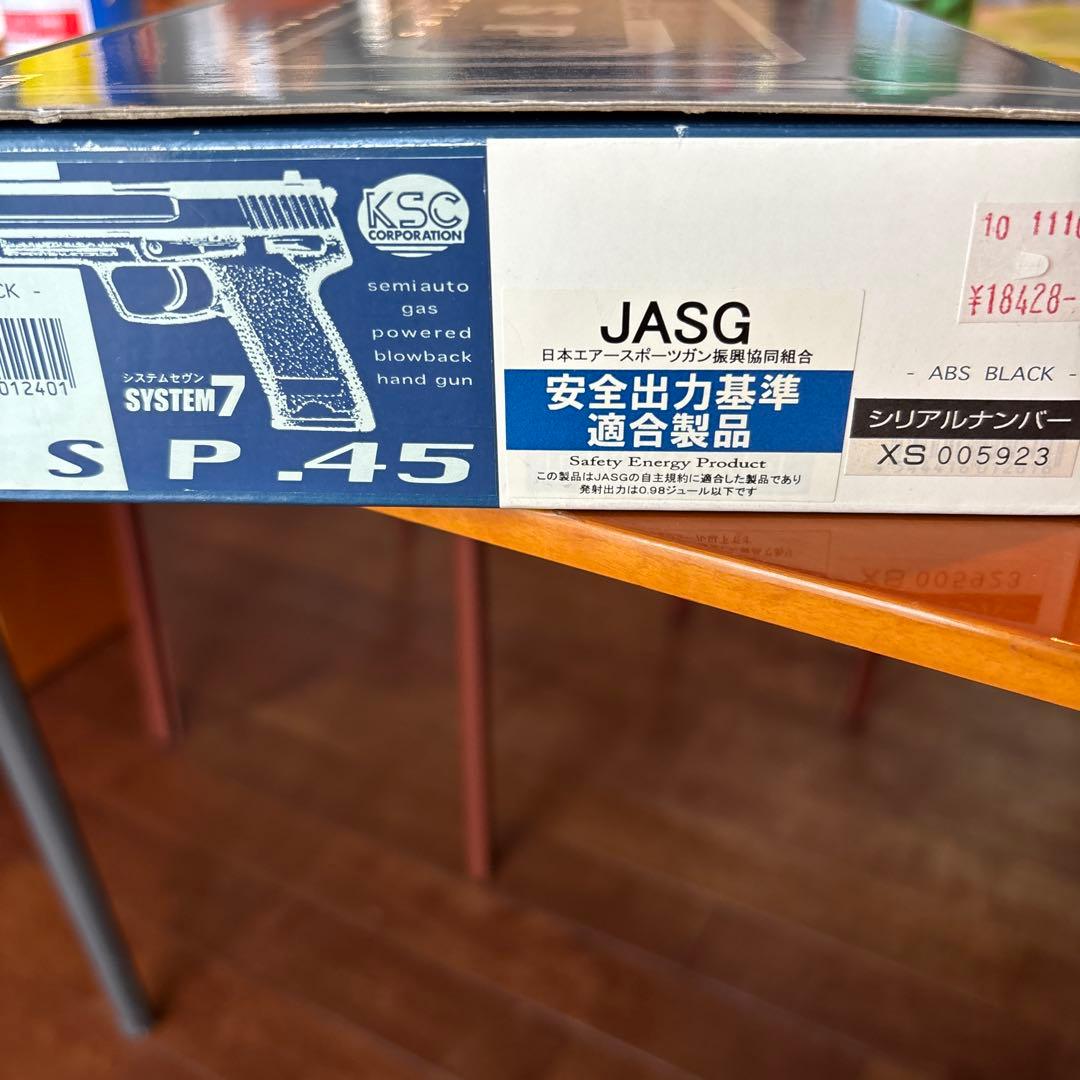 CK -
012401
システムセヴン
SYSTEM7
SP.45
KSC
CORPORATION
semiauto
gas
powered
blowback
hand gun
JASG
日本エアースポーツガン振興協同組合
安全出力基準
適合製品
Safety Energy Product
この製品はJASGの自主規約に適合した製品であり
発射出力は0.98ジュール以下です
10 111
¥18428-
- ABS BLACK -
シリアルナンバー
XS 005923